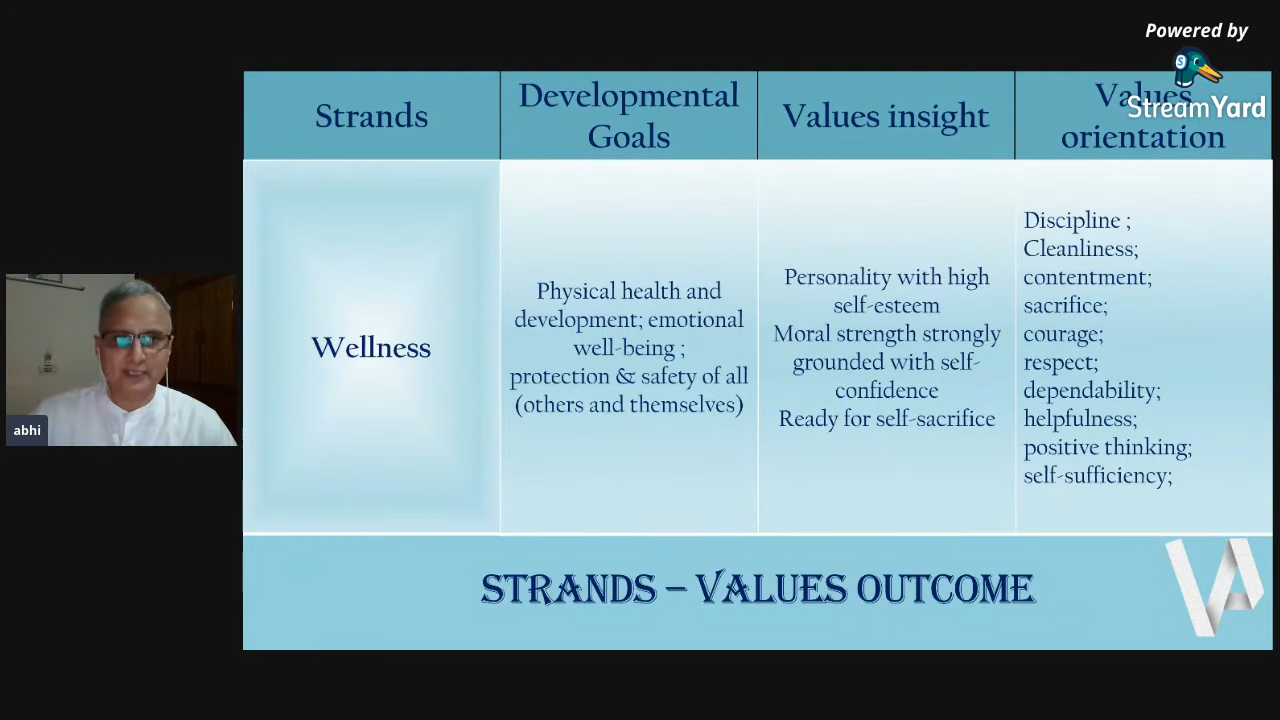 Powered by
StreamYard
Strands
Developmental
Goals
Values insight
Values
orientation
Wellness
Physical health and
development; emotional
well-being ;
protection & safety of all
(others and themselves)
Personality with high
self-esteem
Moral strength strongly
grounded with self-
confidence
Ready for self-sacrifice
Discipline ;
Cleanliness;
contentment;
sacrifice;
courage;
respect;
dependability;
helpfulness;
positive thinking;
self-sufficiency;
abhi
STRANDS – VALUES OUTCOME
VA